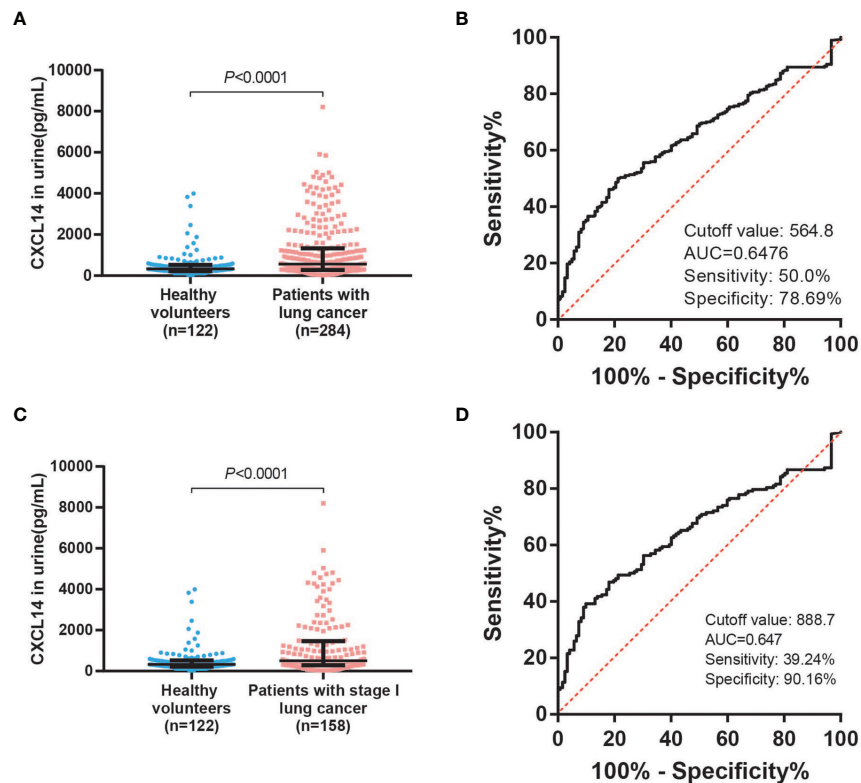 A
CXCL14 in urine(pg/mL)
10000
8000
6000
4000
2000
0
P<0.0001
Healthy
volunteers
(n=122)
Patients with
lung cancer
(n=284)
B
Sensitivity%
100
80
60
40
20
0
Cutoff value: 564.8
AUC=0.6476
Sensitivity: 50.0%
Specificity: 78.69%
0 20 40 60 80 100
100% - Specificity%
C
CXCL14 in urine(pg/mL)
10000
8000
6000
4000
2000
0
P<0.0001
Healthy
volunteers
(n=122)
Patients with stage I
lung cancer
(n=158)
D
Sensitivity%
100
80
60
40
20
0
Cutoff value: 888.7
AUC=0.647
Sensitivity: 39.24%
Specificity: 90.16%
0 20 40 60 80 100
100% - Specificity%